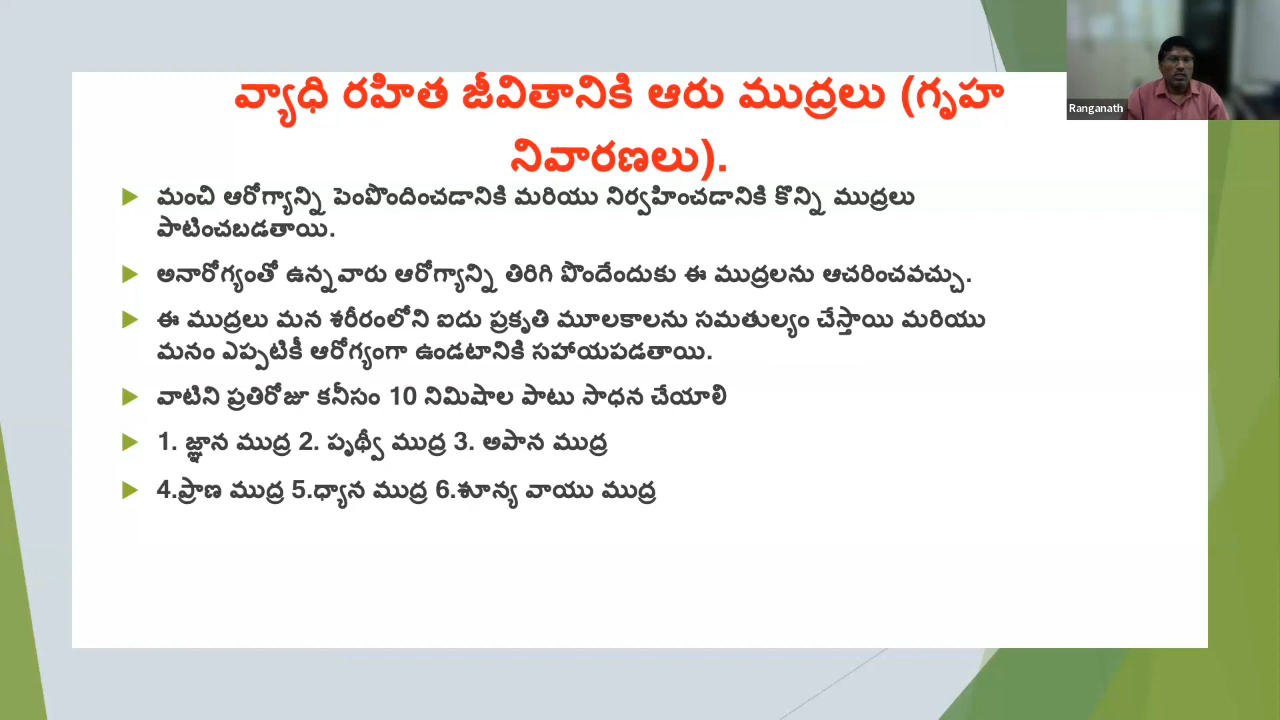 వ్యాధి రహిత జీవితానికి ఆరు ముద్రలు (గృహ
నివారణలు).
Ranganath
మంచి ఆరోగ్యాన్ని పెంపొందించడానికి మరియు నిర్వహించడానికి కొన్ని ముద్రలు
పాటించబడతాయి.
అనారోగ్యంతో ఉన్నవారు ఆరోగ్యాన్ని తిరిగి పొందేందుకు ఈ ముద్రలను ఆచరించవచ్చు.
ఈ ముద్రలు మన శరీరంలోని ఐదు ప్రకృతి మూలకాలను సమతుల్యం చేస్తాయి మరియు
మనం ఎప్పటికీ ఆరోగ్యంగా ఉండటానికి సహాయపడతాయి.
వాటిని ప్రతిరోజూ కనీసం 10 నిమిషాల పాటు సాధన చేయాలి
1. జ్ఞాన ముద్ర 2. పృథ్వీ ముద్ర 3. అపాన ముద్ర
4.ప్రాణ ముద్ర 5.ధ్యాన ముద్ర 6.శూన్య వాయు ముద్ర